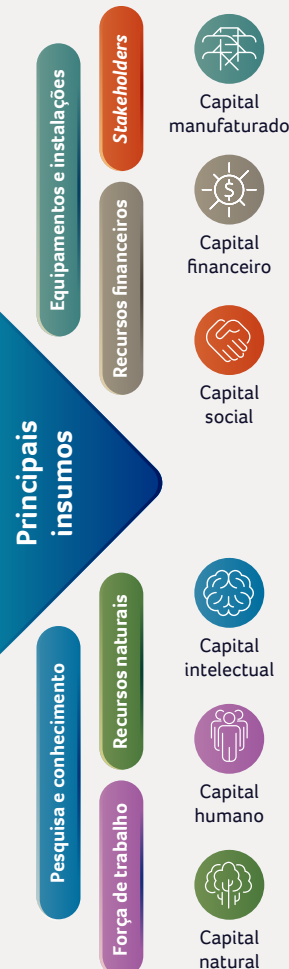 Principais
insumos
Equipamentos e instalações
Stakeholders
Recursos financeiros
Pesquisa e conhecimento
Recursos naturais
Força de trabalho
Capital
manufaturado
Capital
financeiro
Capital
social
Capital
intelectual
Capital
humano
Capital
natural